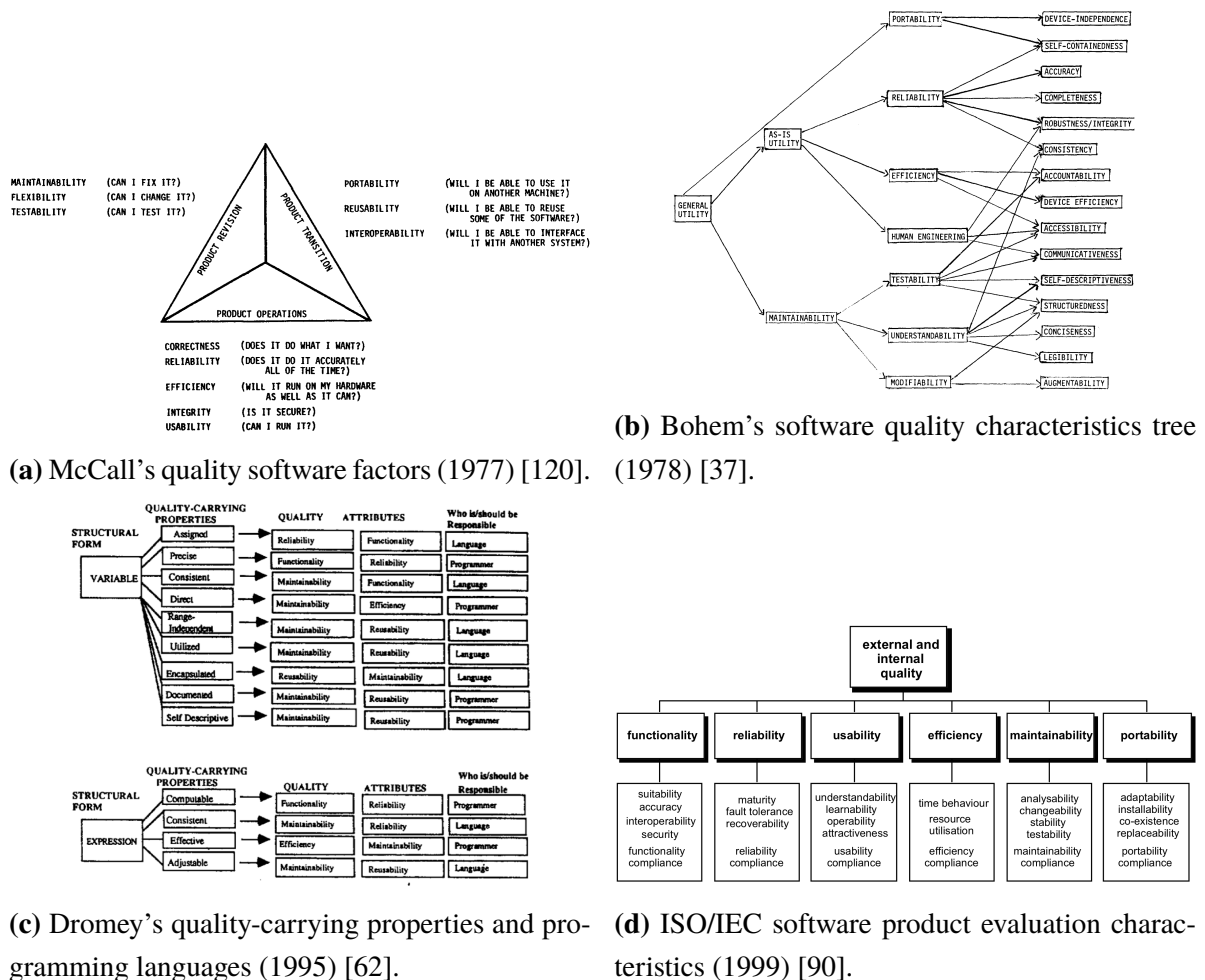 MAINTAINABILITY (CAN I FIX IT?)
FLEXIBILITY (CAN I CHANGE IT?)
TESTABILITY (CAN I TEST IT?)
PRODUCT REVISION
PRODUCT TRANSITION
PRODUCT OPERATIONS
PORTABILITY (WILL I BE ABLE TO USE IT
ON ANOTHER MACHINE?)
REUSABILITY (WILL I BE ABLE TO REUSE
SOME OF THE SOFTWARE?)
INTEROPERABILITY (WILL I BE ABLE TO INTERFACE
IT WITH ANOTHER SYSTEM?)
CORRECTNESS (DOES IT DO WHAT I WANT?)
RELIABILITY (DOES IT DO IT ACCURATELY
ALL OF THE TIME?)
EFFICIENCY (WILL IT RUN ON MY HARDWARE
AS WELL AS IT CAN?)
INTEGRITY (IS IT SECURE?)
USABILITY (CAN I RUN IT?)
(a) McCall's quality software factors (1977) [120].
GENERAL
UTILITY
AS-IS
UTILITY
MAINTAINABILITY
PORTABILITY
RELIABILITY
EFFICIENCY
HUMAN ENGINEERING
TESTABILITY
UNDERSTANDABILITY
MODIFIABILITY
DEVICE-INDEPENDENCE
SELF-CONTAINEDNESS
ACCURACY
COMPLETENESS
ROBUSTNESS/INTEGRITY
CONSISTENCY
ACCOUNTABILITY
DEVICE EFFICIENCY
ACCESSIBILITY
COMMUNICATIVENESS
SELF-DESCRIPTIVENESS
STRUCTUREDNESS
CONCISENESS
LEGIBILITY
AUGMENTABILITY
(b) Bohem's software quality characteristics tree
(1978) [37].
STRUCTURAL
FORM
QUALITY-CARRYING
PROPERTIES
QUALITY ATTRIBUTES
Who is/should be
Responsible
VARIABLE
Assigned Reliability Functionality Language
Precise Functionality Reliability Programmer
Consistent Maintainability Functionality Language
Direct Maintainability Efficiency Programmer
Range-
Independent Maintainability Reusability Language
Utilized Maintainability Reusability Language
Encapsulated Reusability Maintainability Language
Documented Maintainability Reusability Programmer
Self Descriptive Maintainability Reusability Programmer
STRUCTURAL
FORM
QUALITY-CARRYING
PROPERTIES
QUALITY ATTRIBUTES
Who is/should be
Responsible
EXPRESSION
Computable Functionality Reliability Programmer
Consistent Maintainability Reliability Language
Effective Efficiency Maintainability Programmer
Adjustable Maintainability Reusability Language
(c) Dromey's quality-carrying properties and pro-
gramming languages (1995) [62].
external and
internal
quality
functionality
reliability
usability
efficiency
maintainability
portability
suitability
accuracy
interoperability
security
functionality
compliance
maturity
fault tolerance
recoverability
reliability
compliance
understandability
learnability
operability
attractiveness
usability
compliance
time behaviour
resource
utilisation
efficiency
compliance
analysability
changeability
stability
testability
maintainability
compliance
adaptability
installability
co-existence
replaceability
portability
compliance
(d) ISO/IEC software product evaluation charac-
teristics (1999) [90].